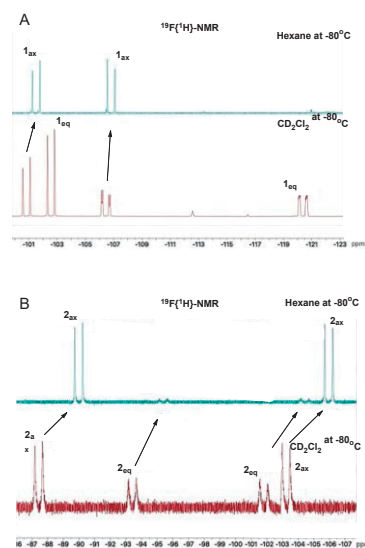 A
19F{1H}-NMR
Hexane at -80°C
1ax
1ax
CD2Cl2 at -80°C
1eq
1eq
-101 -103 -105 -107 -109 -111 -113 -115 -117 -119 -121 -123
B
19F{1H}-NMR
Hexane at -80°C
2ax
2ax
CD2Cl2 at -80°C
2a
x
2eq
2eq
2ax
86 -87 -88 -89 -90 -91 -92 -93 -94 -95 -96 -97 -98 -99 -100 -101 -102 -103 -104 -105 -106 -107 ppm